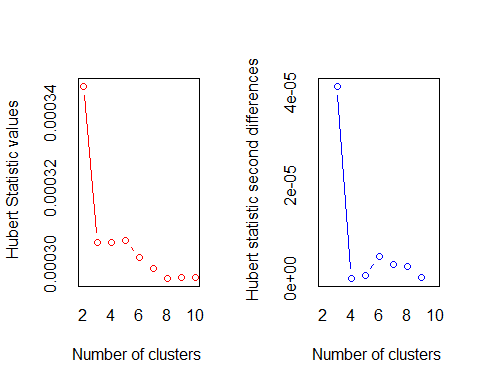 Hubert Statistic values
0.00034
0.00032
0.00030
2 4 6 8 10
Number of clusters
Hubert statistic second differences
4e-05
2e-05
0e+00
2 4 6 8 10
Number of clusters